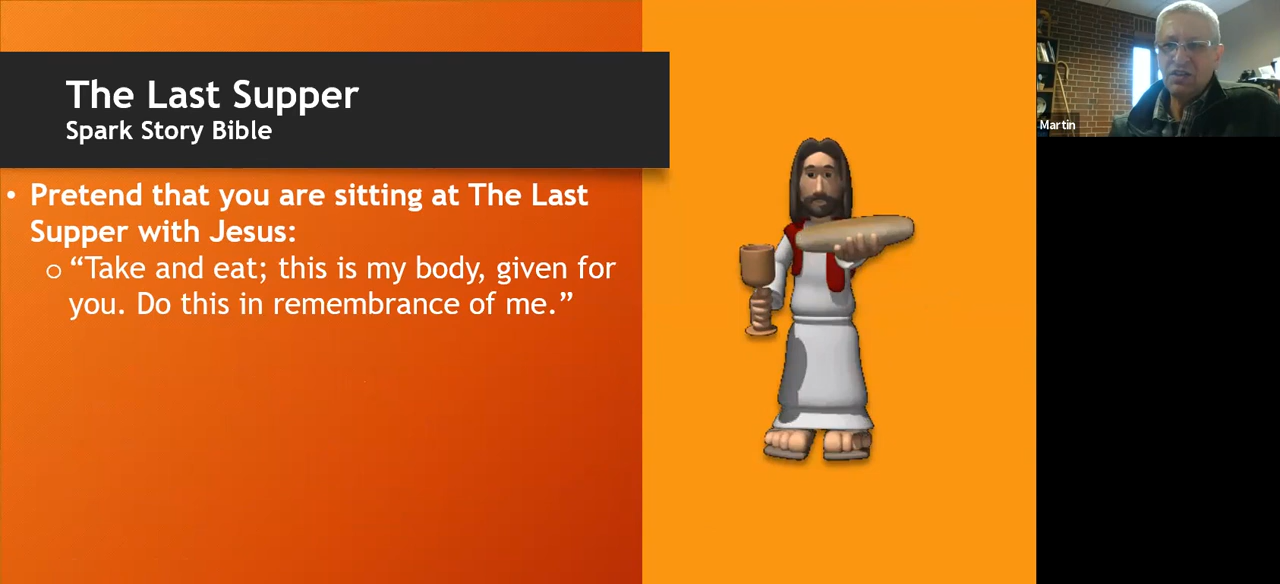 The Last Supper
Spark Story Bible
• Pretend that you are sitting at The Last
Supper with Jesus:
o “Take and eat; this is my body, given for
you. Do this in remembrance of me.”
Martin